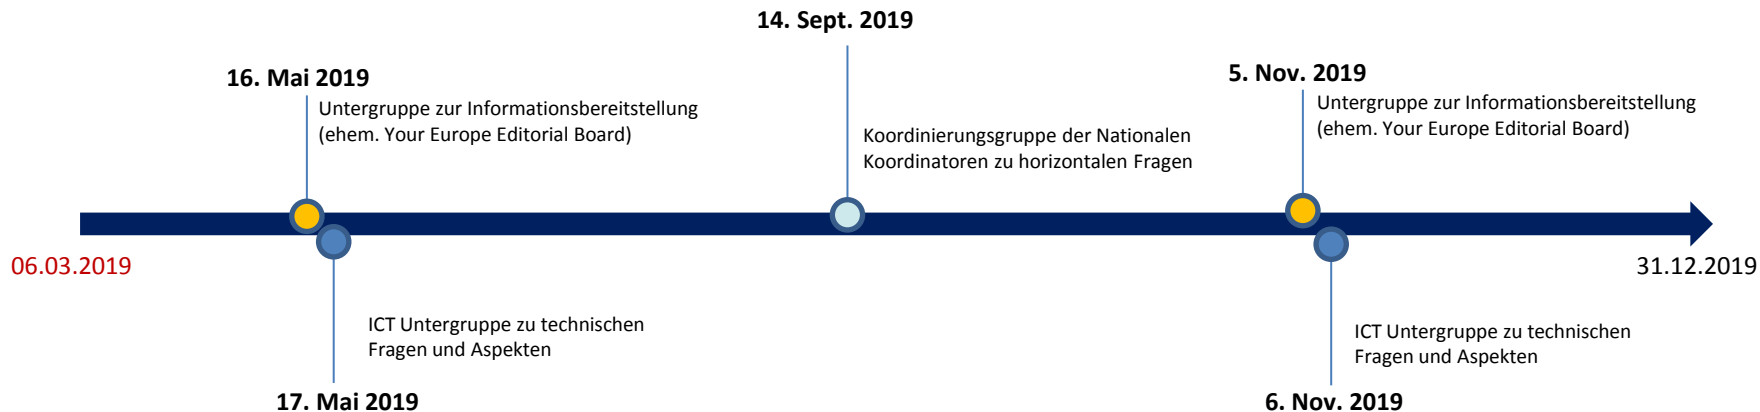 14. Sept. 2019
16. Mai 2019
Untergruppe zur Informationsbereitstellung
(ehem. Your Europe Editorial Board)
Koordinierungsgruppe der Nationalen
Koordinatoren zu horizontalen Fragen
5. Nov. 2019
Untergruppe zur Informationsbereitstellung
(ehem. Your Europe Editorial Board)
06.03.2019
31.12.2019
ICT Untergruppe zu technischen
Fragen und Aspekten
17. Mai 2019
ICT Untergruppe zu technischen
Fragen und Aspekten
6. Nov. 2019